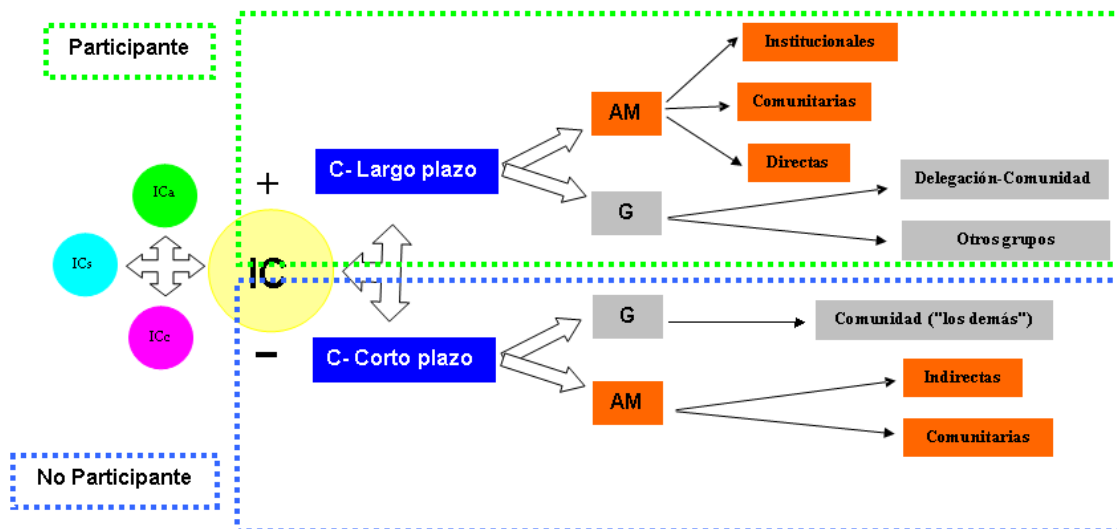 Participante
Institucionales
AM
Comunitarias
Directas
C- Largo plazo
+
ICa
G
Delegación-Comunidad
Otros grupos
ICs
IC
ICc
–
C- Corto plazo
G
Comunidad ("los demás")
AM
Indirectas
Comunitarias
No Participante